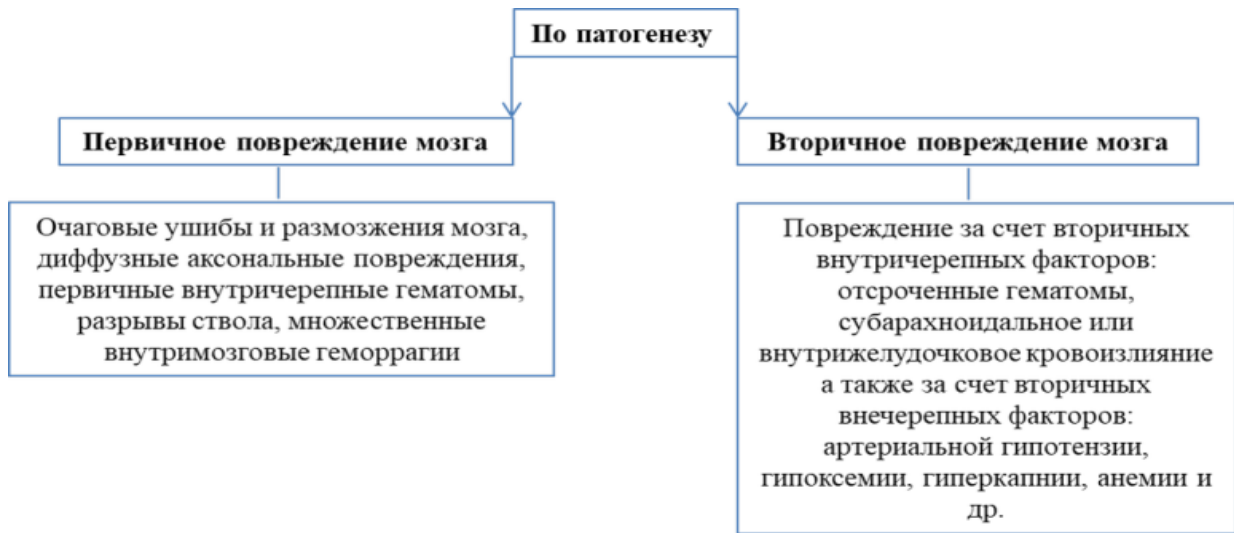 По патогенезу
Первичное повреждение мозга
Вторичное повреждение мозга
Очаговые ушибы и размозжения мозга,
диффузные аксональные повреждения,
первичные внутричерепные гематомы,
разрывы ствола, множественные
внутримозговые геморрагии
Повреждение за счет вторичных
внутричерепных факторов:
отсроченные гематомы,
субарахноидальное или
внутрижелудочковое кровоизлияние
а также за счет вторичных
внечерепных факторов:
артериальной гипотензии,
гипоксемии, гиперкапнии, анемии и
др.